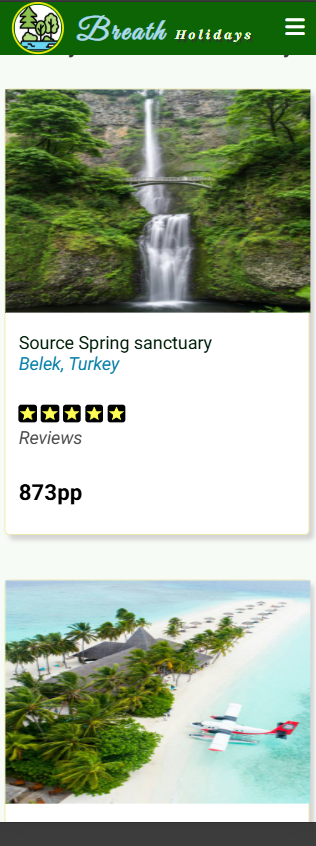 Breath Holidays
Source Spring sanctuary
Belek, Turkey
Reviews
873pp